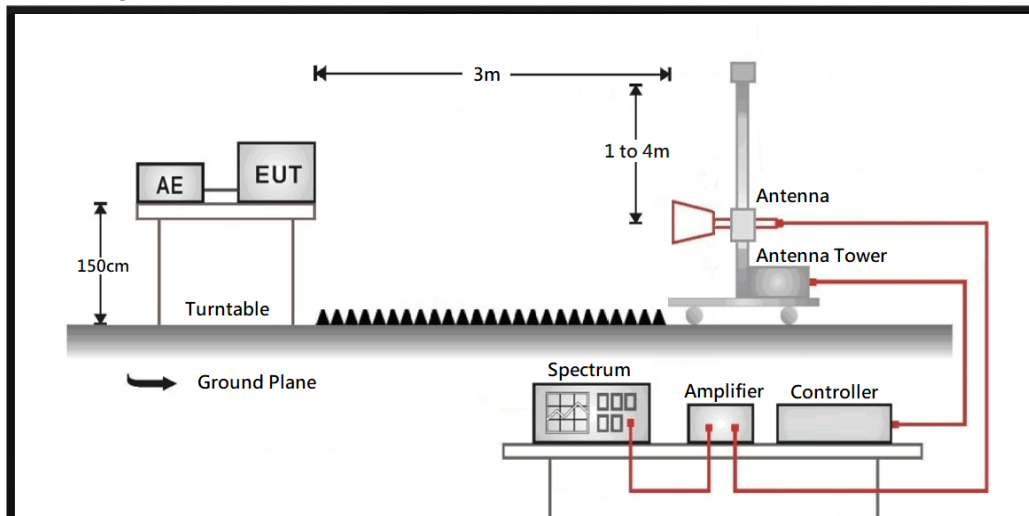 3m
1 to 4m
AE
EUT
Antenna
150cm
Antenna Tower
Turntable
Ground Plane
Spectrum
Amplifier
Controller